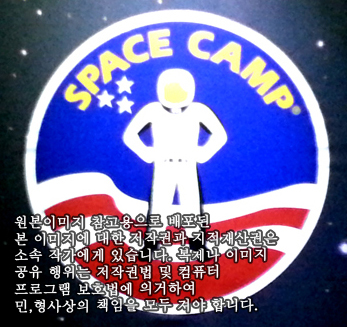 SPACE CAMP®
원본이미지 참고용으로 배포된
본 이미지에 대한 저작권과 지적재산권은
소속 작가에게 있습니다. 복제나 이미지
공유 행위는 저작권법 및 컴퓨터
프로그램 보호법에 의거하여
민,형사상의 책임을 모두 져야 합니다.